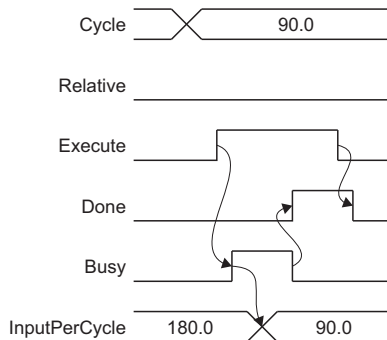 Cycle 90.0
Relative
Execute
Done
Busy
InputPerCycle 180.0 90.0